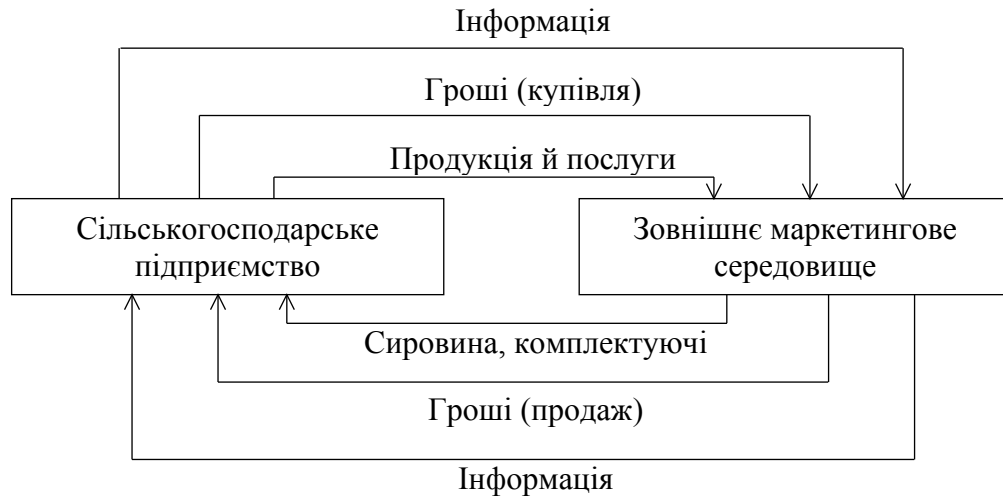 Інформація
Гроші (купівля)
Продукція й послуги
Сільськогосподарське
підприємство
Зовнішнє маркетингове
середовище
Сировина, комплектуючі
Гроші (продаж)
Інформація